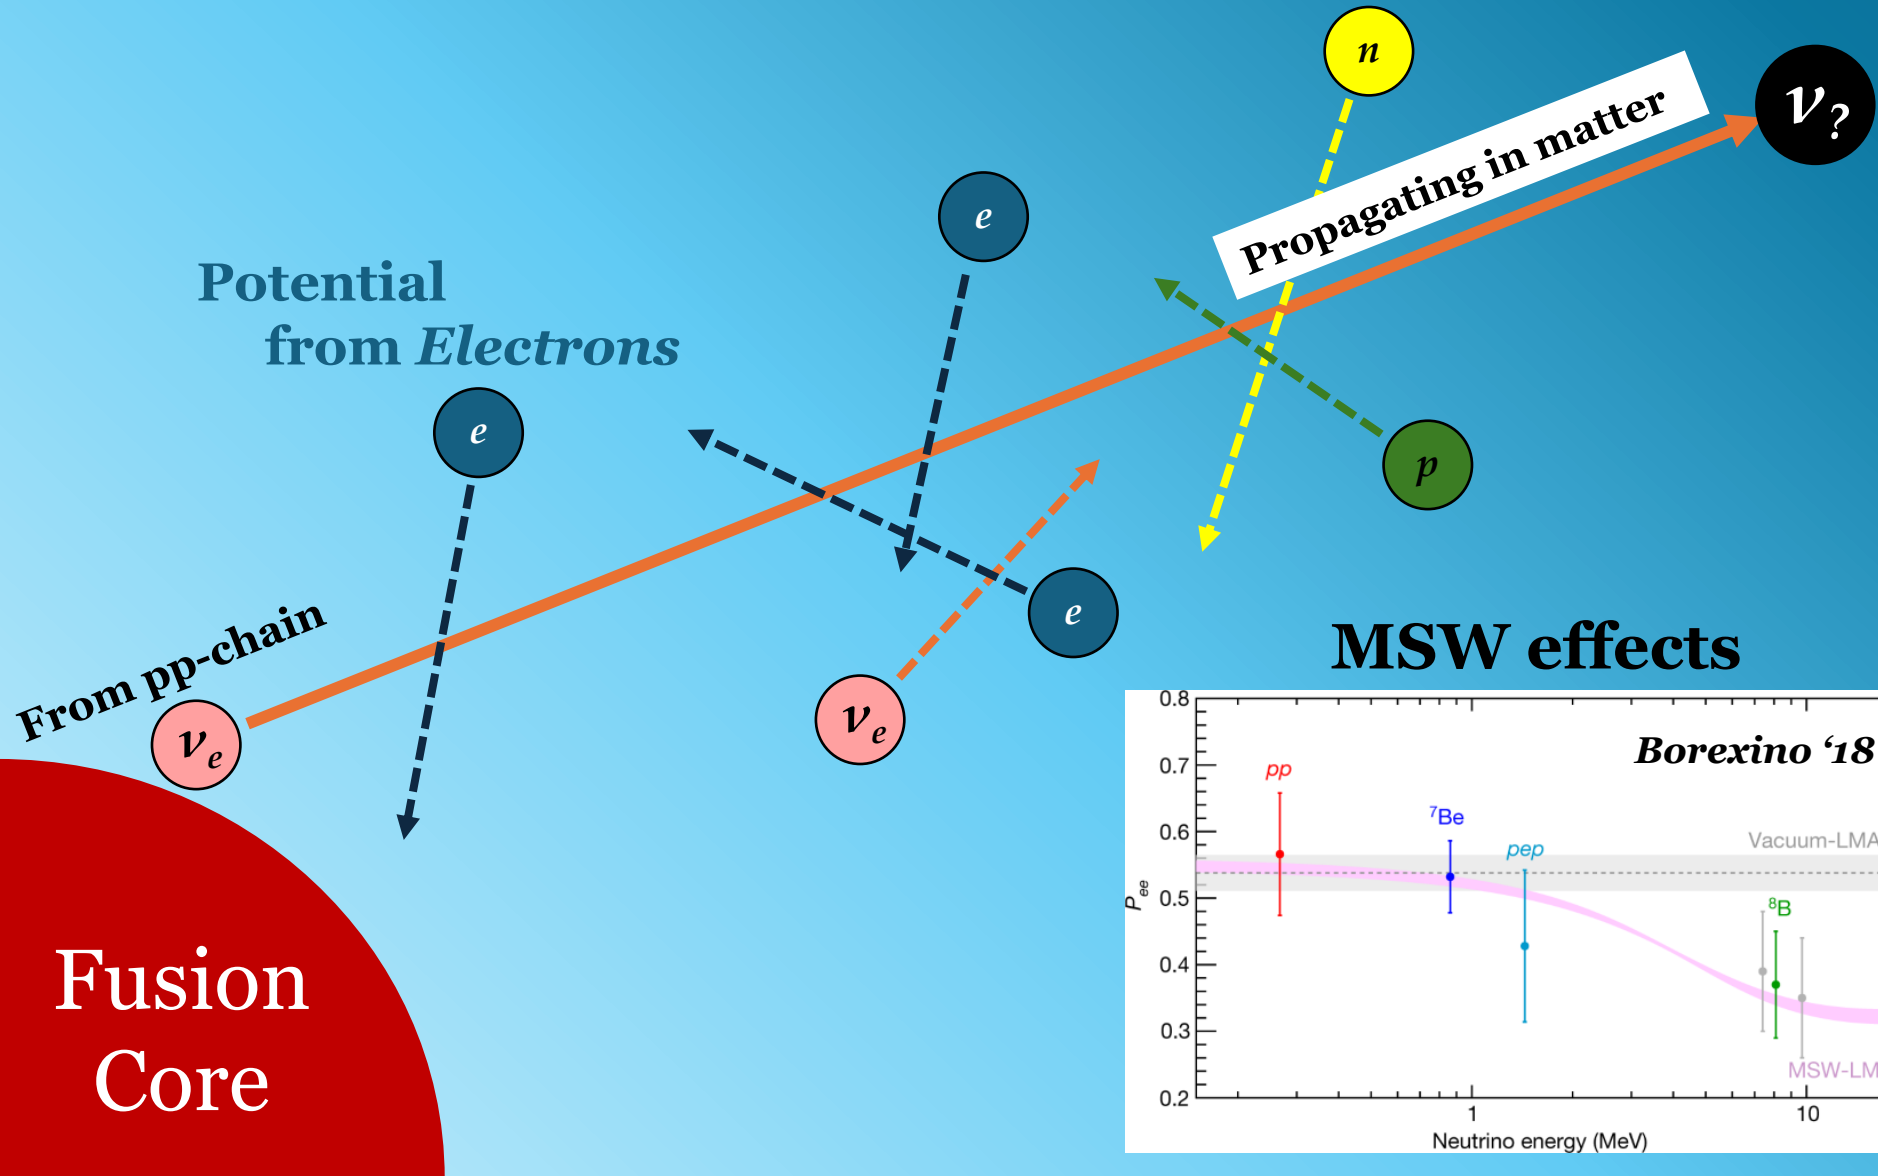 n
Propagating in matter
ν?
e
Potential
from Electrons
e
p
e
From pp-chain
νe
νe
MSW effects
Fusion
Core
Borexino ‘18
0.8
0.7
0.6
0.5
0.4
0.3
0.2
Pee
pp
7Be
pep
8B
Vacuum-LMA
MSW-LM
1
10
Neutrino energy (MeV)